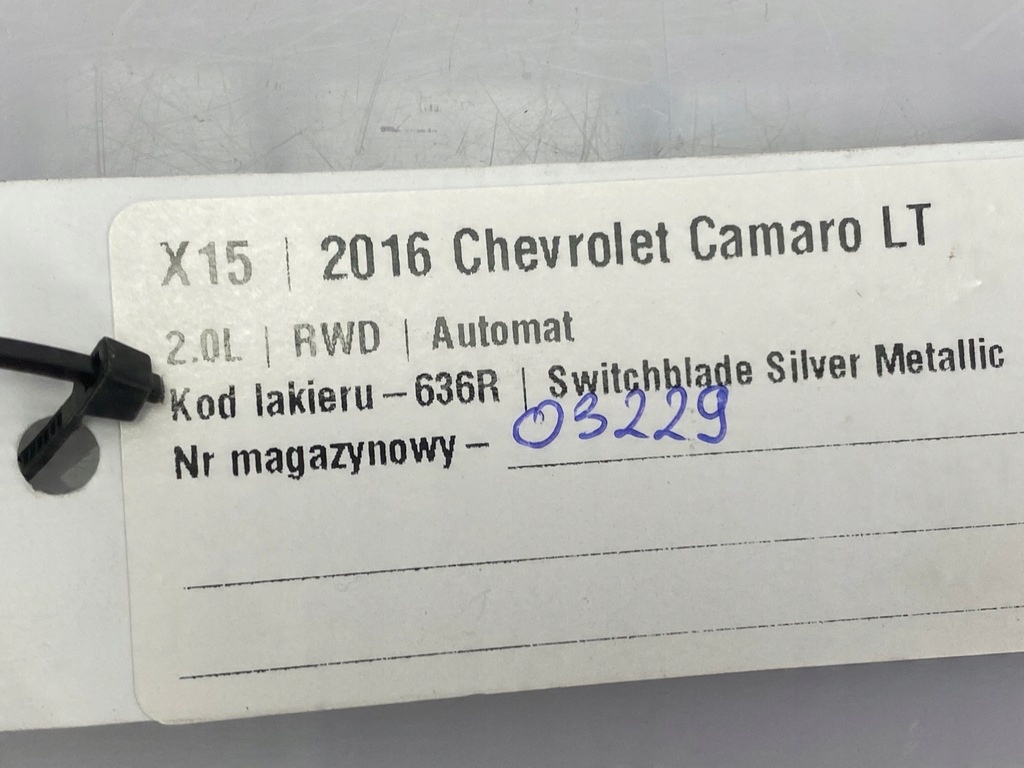 X15 | 2016 Chevrolet Camaro LT
2.0L | RWD | Automat
Kod lakieru – 636R | Switchblade Silver Metallic
Nr magazynowy – 03229